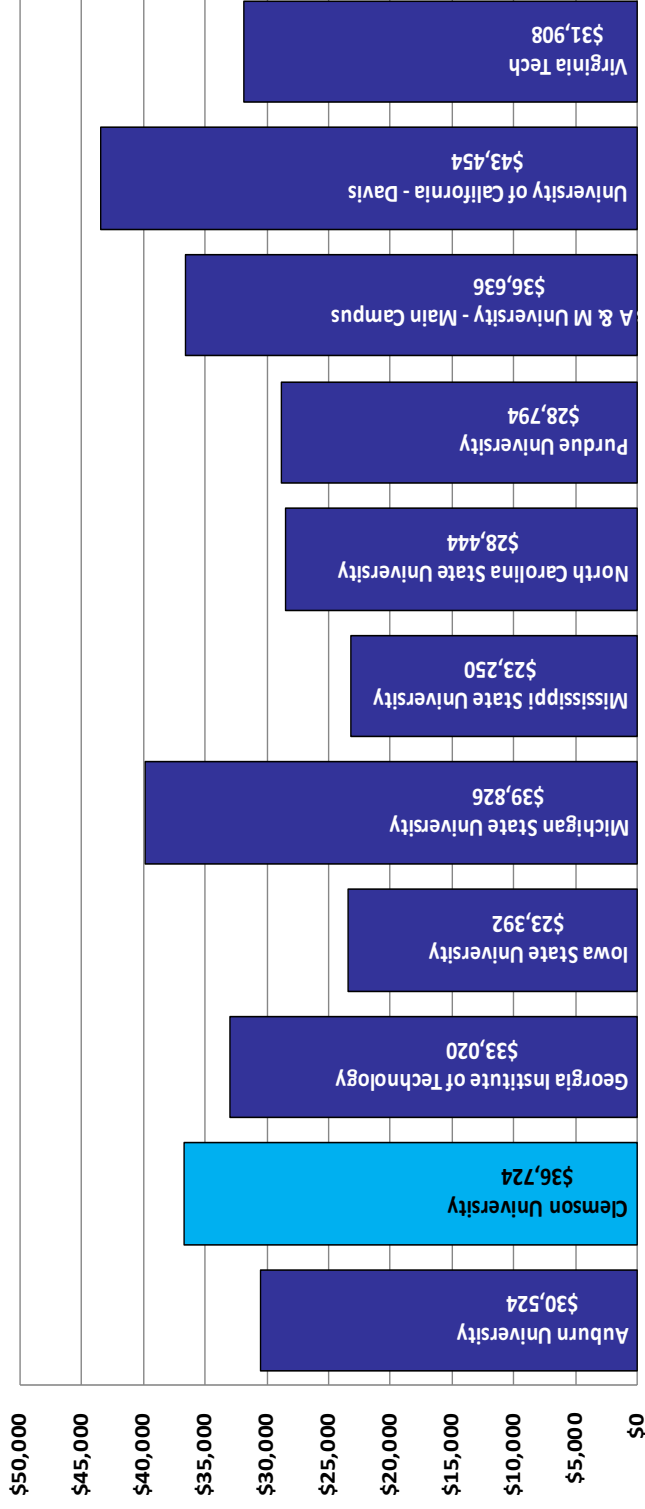 $50,000
$45,000
$40,000
$35,000
$30,000
$25,000
$20,000
$15,000
$10,000
$5,000
$0
Auburn University
$30,524
Clemson University
$36,724
Georgia Institute of Technology
$33,020
Iowa State University
$23,392
Michigan State University
$39,826
Mississippi State University
$23,250
North Carolina State University
$28,444
Purdue University
$28,794
A & M University - Main Campus
$36,636
University of California - Davis
$43,454
Virginia Tech
$31,908